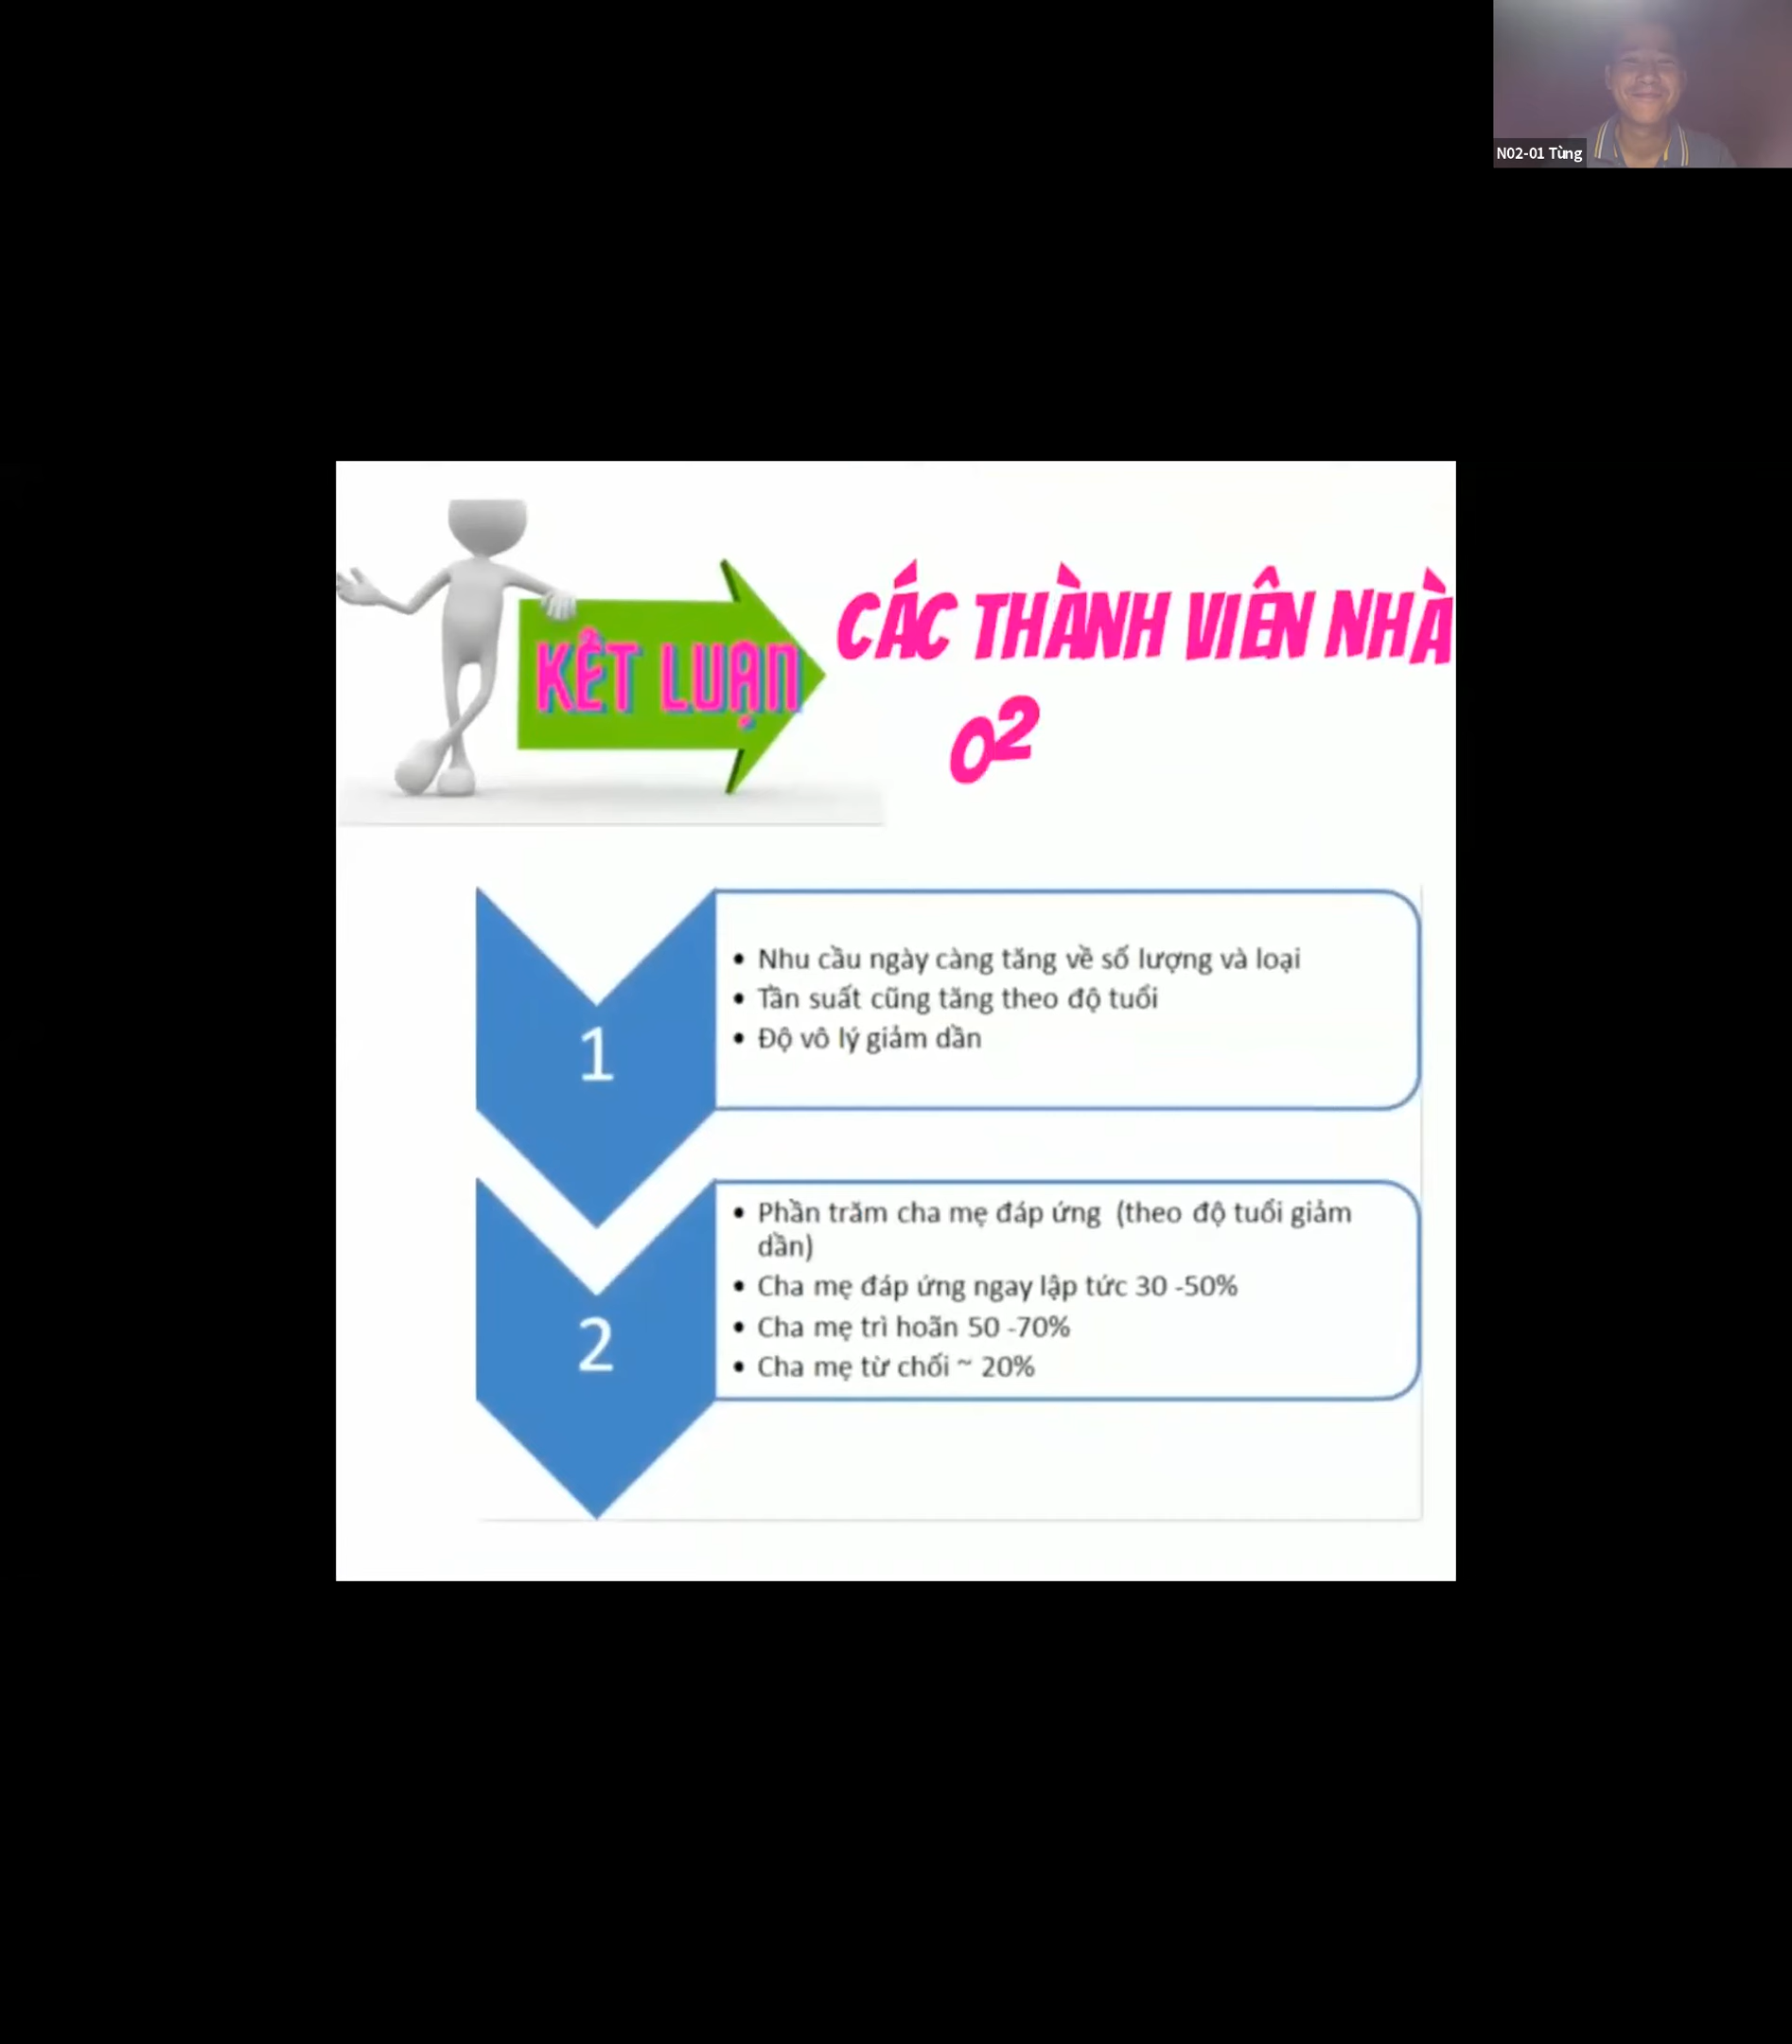 N02-01 Tùng
KẾT LUẬN
CÁC THÀNH VIÊN NHÀ
02
1
• Nhu cầu ngày càng tăng về số lượng và loại
• Tần suất cũng tăng theo độ tuổi
• Độ vô lý giảm dần
2
• Phần trăm cha mẹ đáp ứng (theo độ tuổi giảm
dần)
• Cha mẹ đáp ứng ngay lập tức 30 -50%
• Cha mẹ trì hoãn 50 -70%
• Cha mẹ từ chối ~ 20%